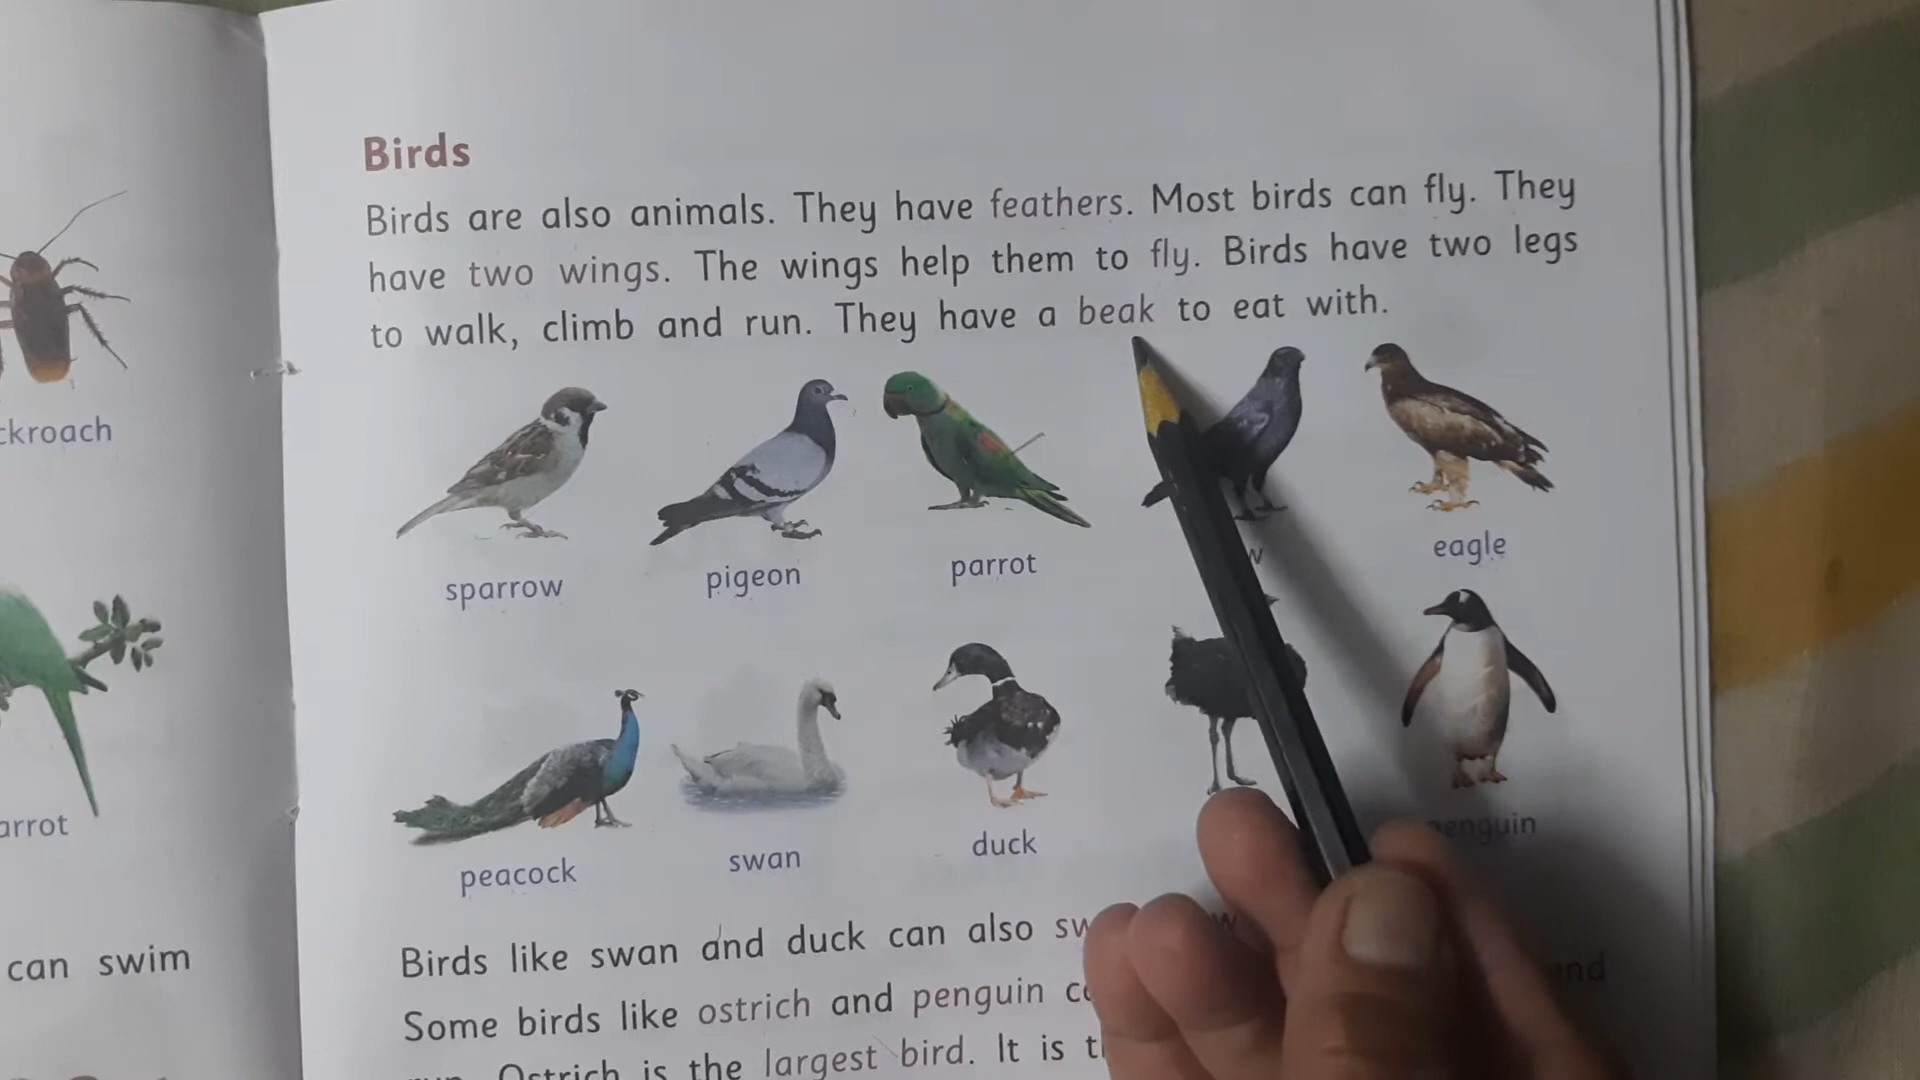 Birds
Birds are also animals. They have feathers. Most birds can fly. They
have two wings. The wings help them to fly. Birds have two legs
to walk, climb and run. They have a beak to eat with.
ckroach
sparrow
pigeon
parrot
w
eagle
arrot
peacock
swan
duck
penguin
can swim
Birds like swan and duck can also sw
Some birds like ostrich and penguin and
Ostrich is the largest bird. It is